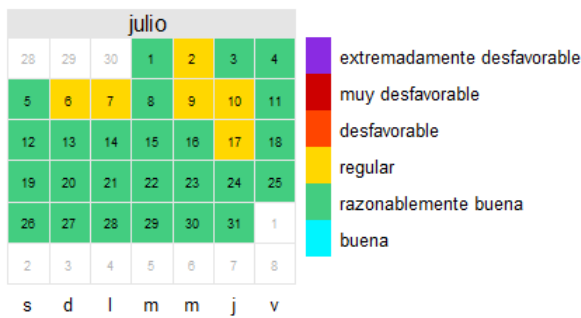 julio
28 29 30 1 2 3 4
5 6 7 8 9 10 11
12 13 14 15 16 17 18
19 20 21 22 23 24 25
26 27 28 29 30 31 1
2 3 4 5 6 7 8
s d l m m j v
extremadamente desfavorable
muy desfavorable
desfavorable
regular
razonablemente buena
buena